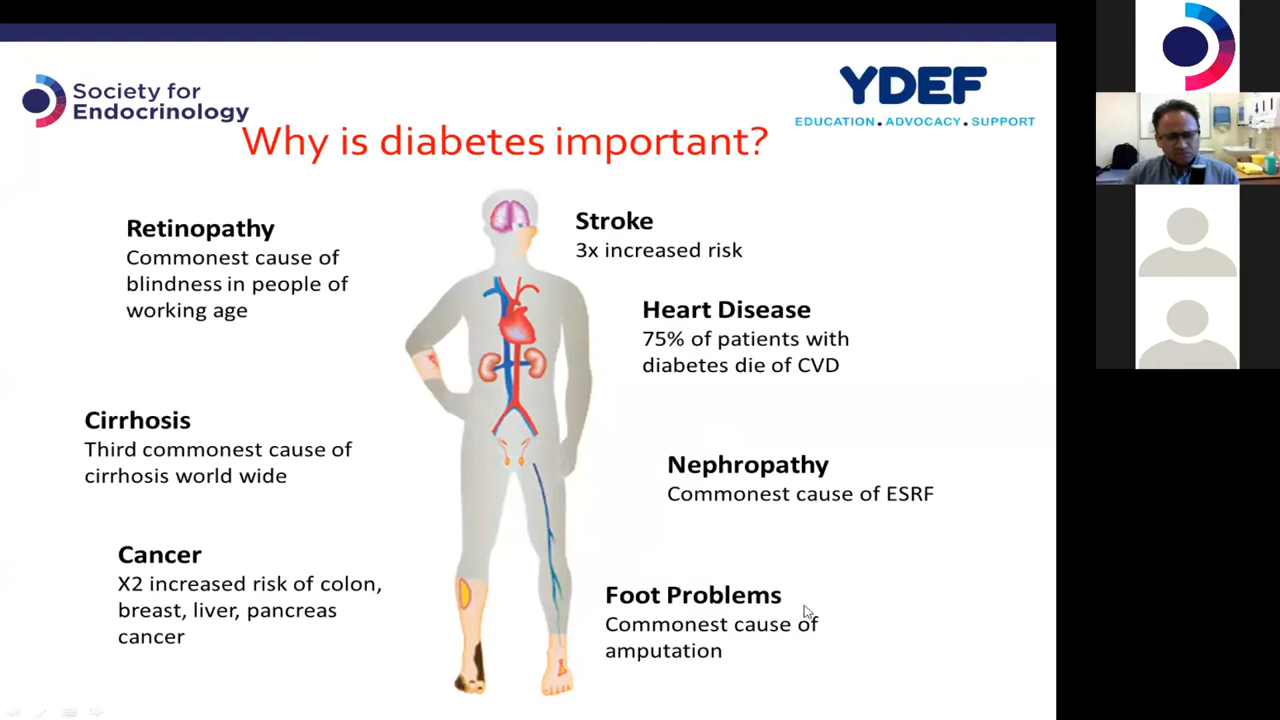 Society for
Endocrinology
YDEF
EDUCATION.ADVOCACY.SUPPORT
Why is diabetes important?
Retinopathy
Commonest cause of
blindness in people of
working age
Stroke
3x increased risk
Heart Disease
75% of patients with
diabetes die of CVD
Cirrhosis
Third commonest cause of
cirrhosis world wide
Nephropathy
Commonest cause of ESRF
Cancer
X2 increased risk of colon,
breast, liver, pancreas
cancer
Foot Problems
Commonest cause of
amputation